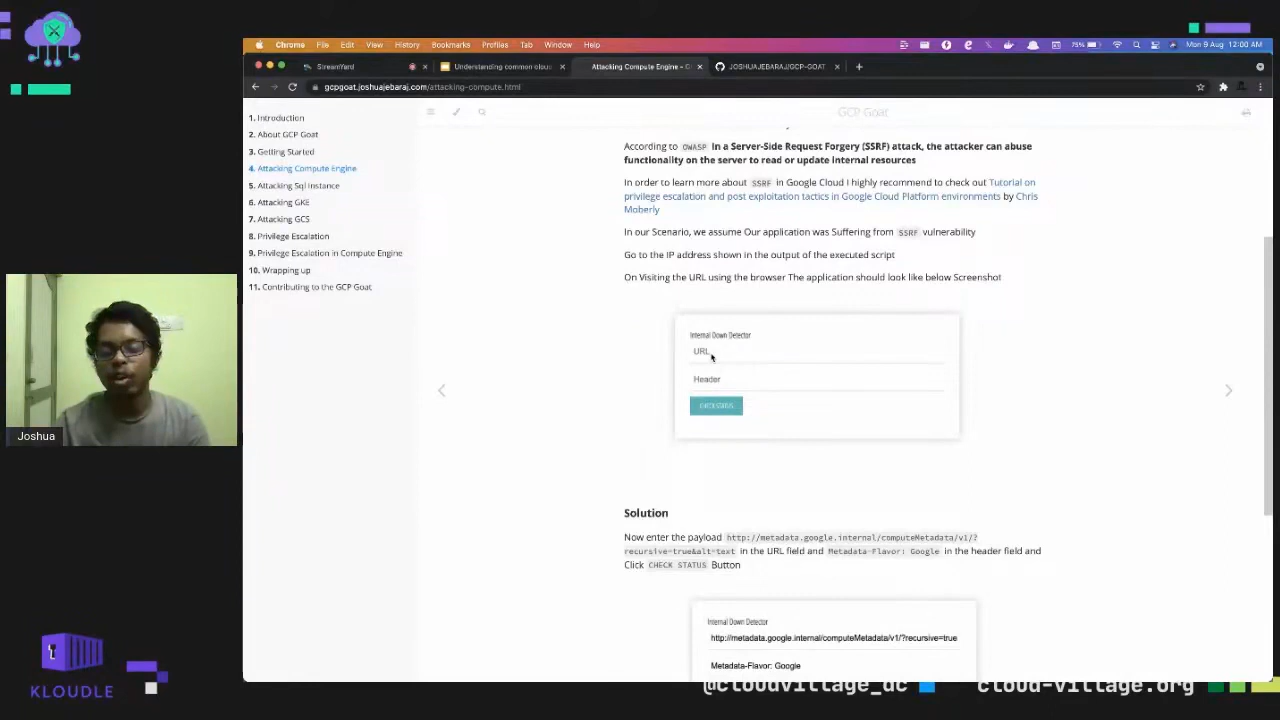 Chrome File Edit View History Bookmarks Profiles Tab Window Help
75%
Mon 9 Aug 12:00 AM
StreamYard
Understanding common clou
Attacking Compute Engine -
JOSHUAJEBARAJ/GCP-GOAT
gcpgoat.joshuajebaraj.com/attacking-compute.html
1. Introduction
2. About GCP Goat
3. Getting Started
4. Attacking Compute Engine
5. Attacking Sql Instance
6. Attacking GKE
7. Attacking GCS
8. Privilege Escalation
9. Privilege Escalation in Compute Engine
10. Wrapping up
11. Contributing to the GCP Goat
GCP Goat
According to OWASP In a Server-Side Request Forgery (SSRF) attack, the attacker can abuse
functionality on the server to read or update internal resources
In order to learn more about SSRF in Google Cloud I highly recommend to check out Tutorial on
privilege escalation and post exploitation tactics in Google Cloud Platform environments by Chris
Moberly
In our Scenario, we assume Our application was Suffering from SSRF vulnerability
Go to the IP address shown in the output of the executed script
On Visiting the URL using the browser The application should look like below Screenshot
Internal Down Detector
URL
Header
CHECK STATUS
Solution
Now enter the payload http://metadata.google.internal/computeMetadata/v1/?
recursive=true&alt=text in the URL field and Metadata-Flavor: Google in the header field and
Click CHECK STATUS Button
Internal Down Detector
http://metadata.google.internal/computeMetadata/v1/?recursive=true
Metadata-Flavor: Google
Joshua
KLOUDLE
@cloudvillage_dc
cloud-village.org